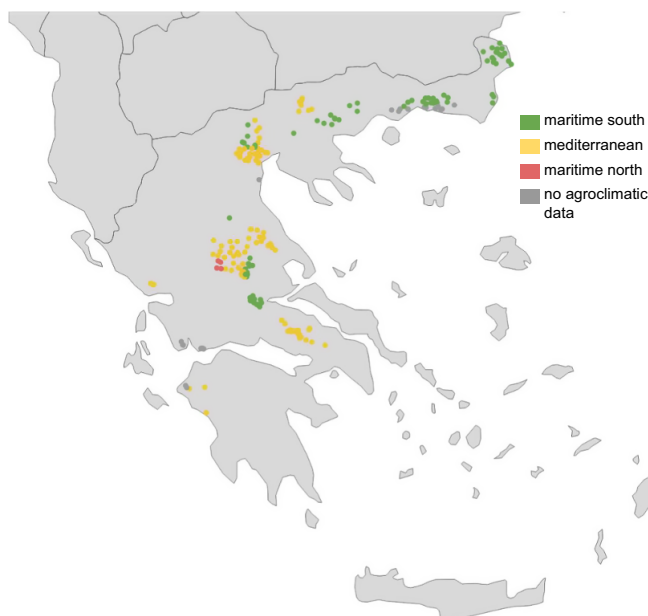 maritime south
mediterranean
maritime north
no agroclimatic
data